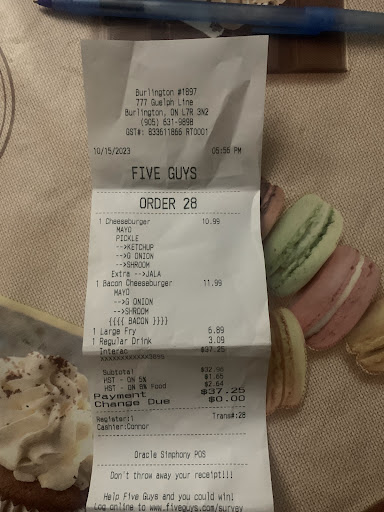 Burlington #1897
777 Guelph Line
Burlington, ON L7R 3N2
(905) 631-9898
GST#: 833611866 RT0001
10/15/2023 05:56 PM
FIVE GUYS
ORDER 28
1 Cheeseburger 10.99
MAYO
PICKLE
-->KETCHUP
-->G ONION
-->SHROOM
Extra -->JALA
1 Bacon Cheeseburger 11.99
MAYO
-->G ONION
-->SHROOM
{{{{ BACON }}}}
1 Large Fry 6.89
1 Regular Drink 3.09
Interac $37.25
Subtotal $32.96
HST - ON 5% $1.65
HST - ON 8% Food $2.64
Payment $37.25
Change Due $0.00
Register:1 Trans#:28
Cashier:Connor
Oracle Simphony POS
Don't throw away your receipt!!!
Help Five Guys and you could win!
Log online to www.fiveguys.com/survey